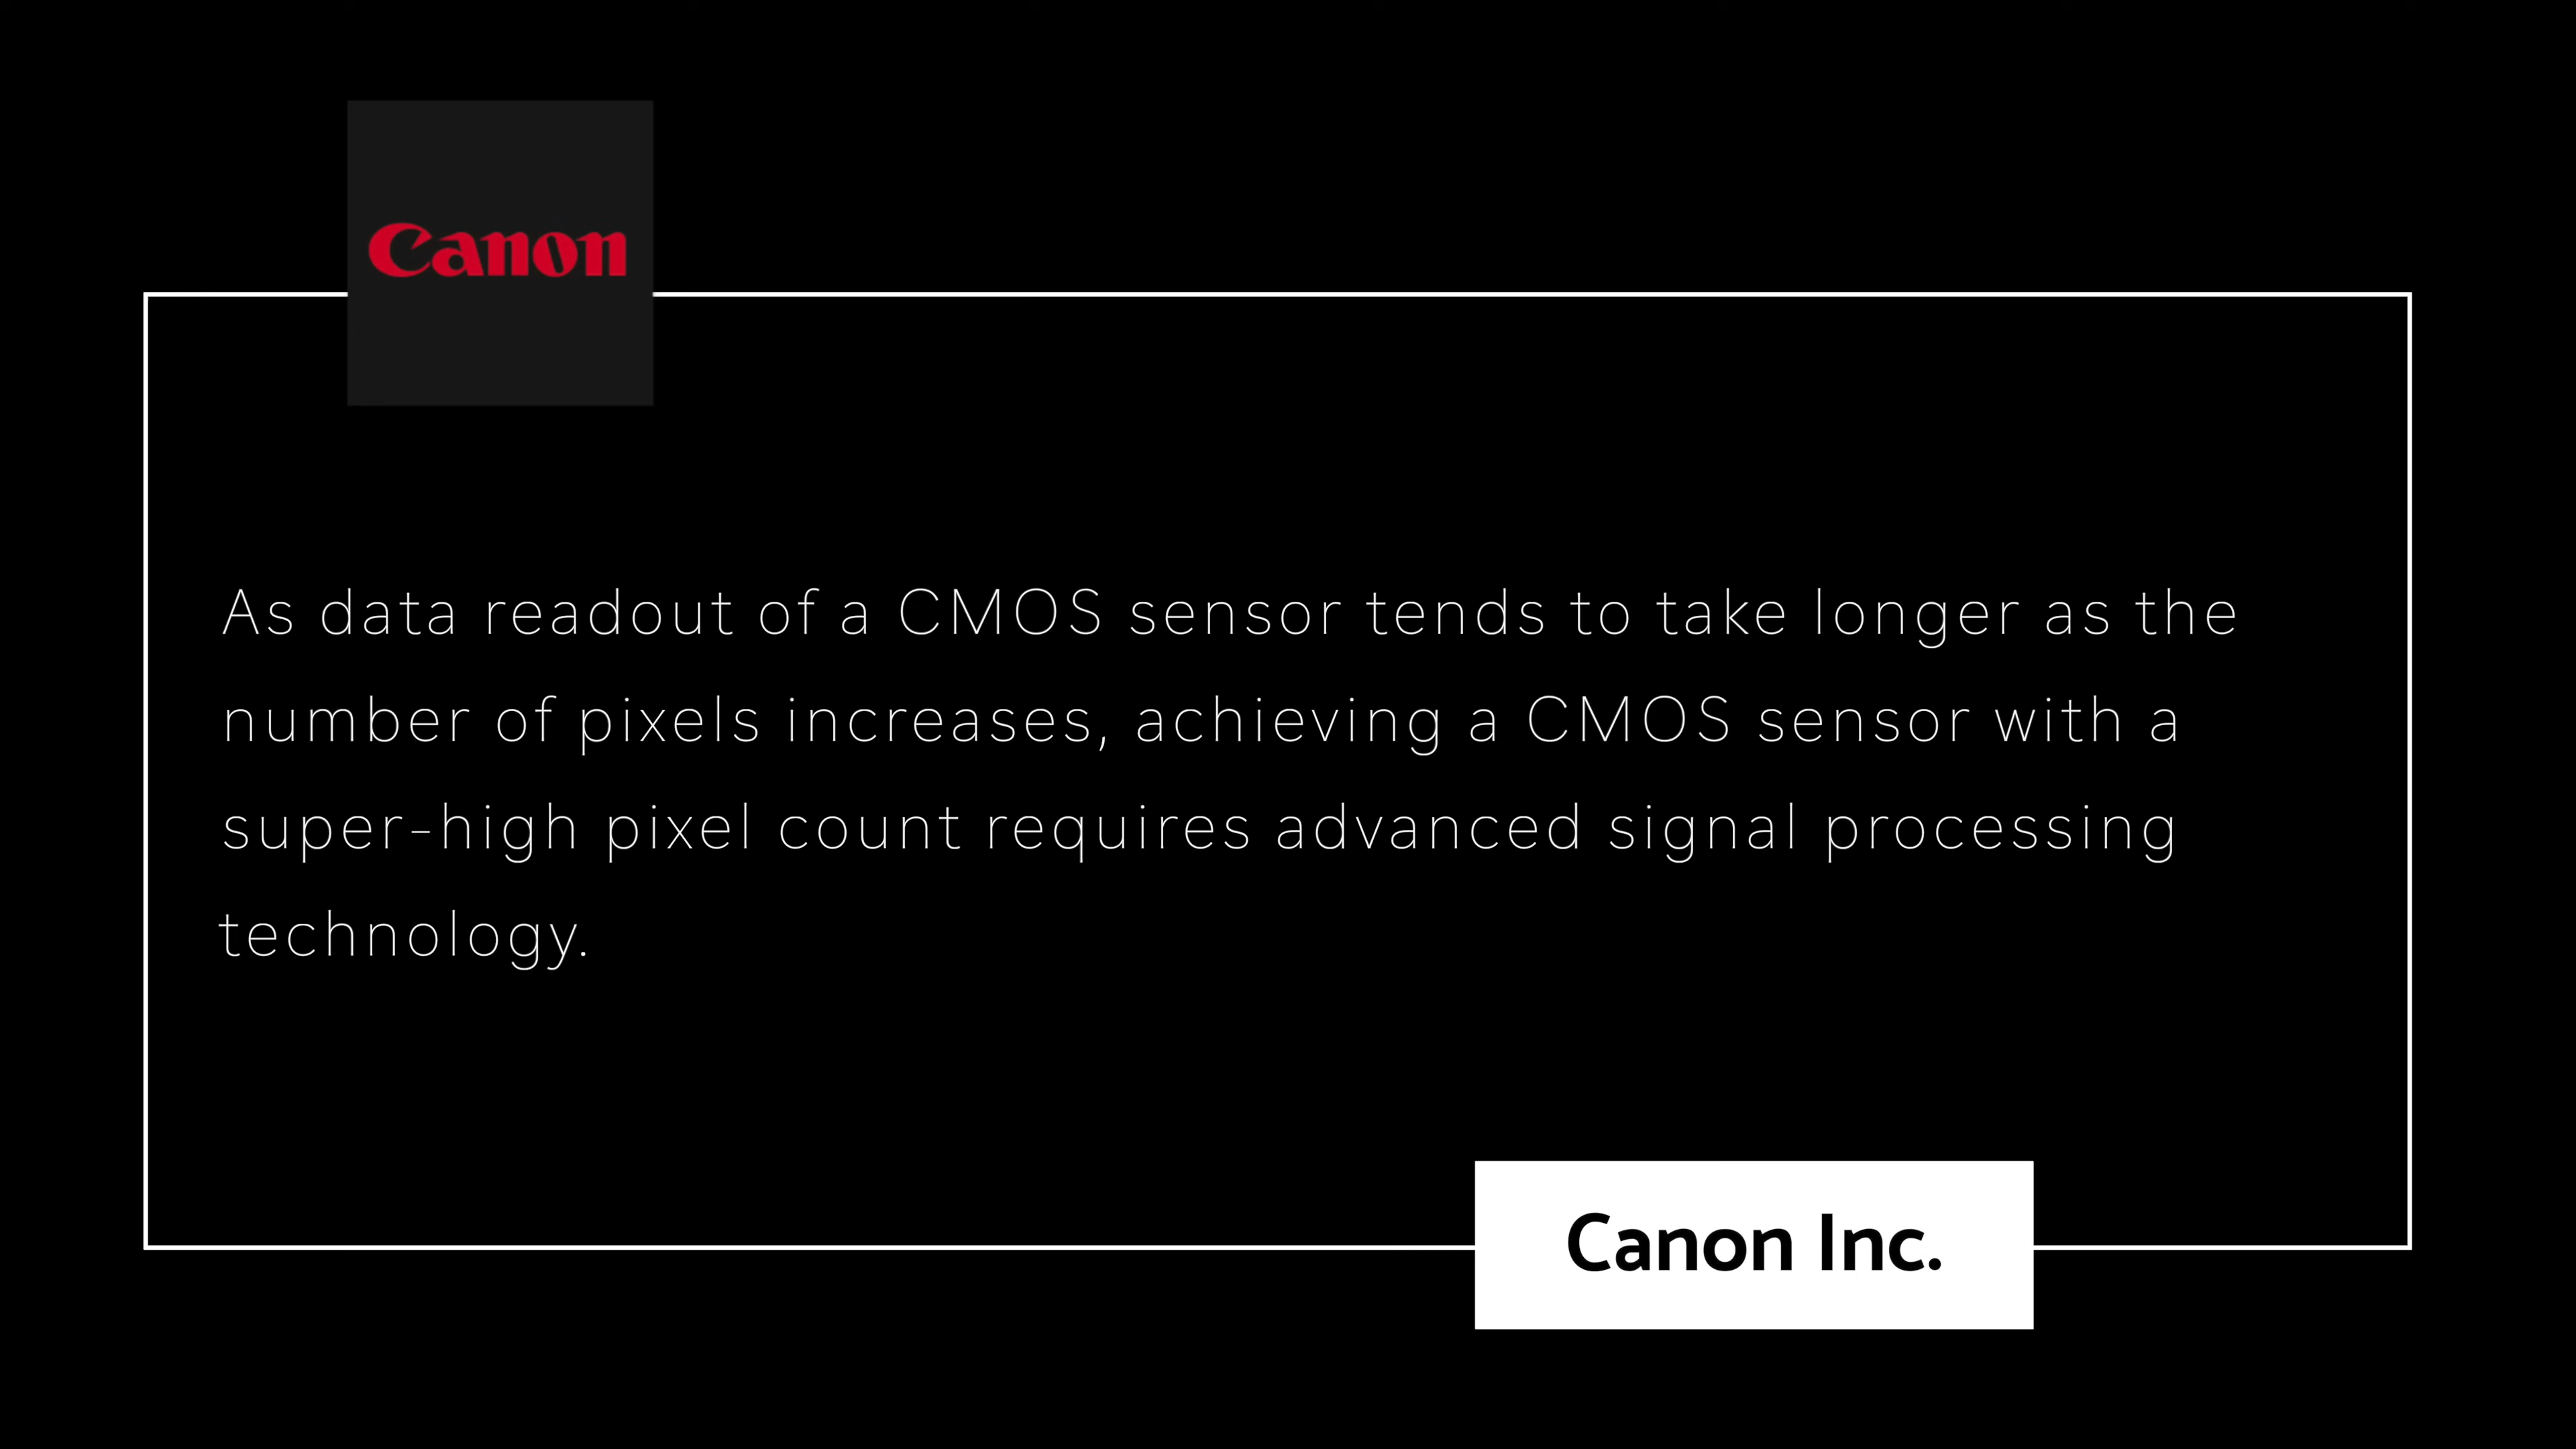 Canon
As data readout of a CMOS sensor tends to take longer as the
number of pixels increases, achieving a CMOS sensor with a
super-high pixel count requires advanced signal processing
technology.
Canon Inc.